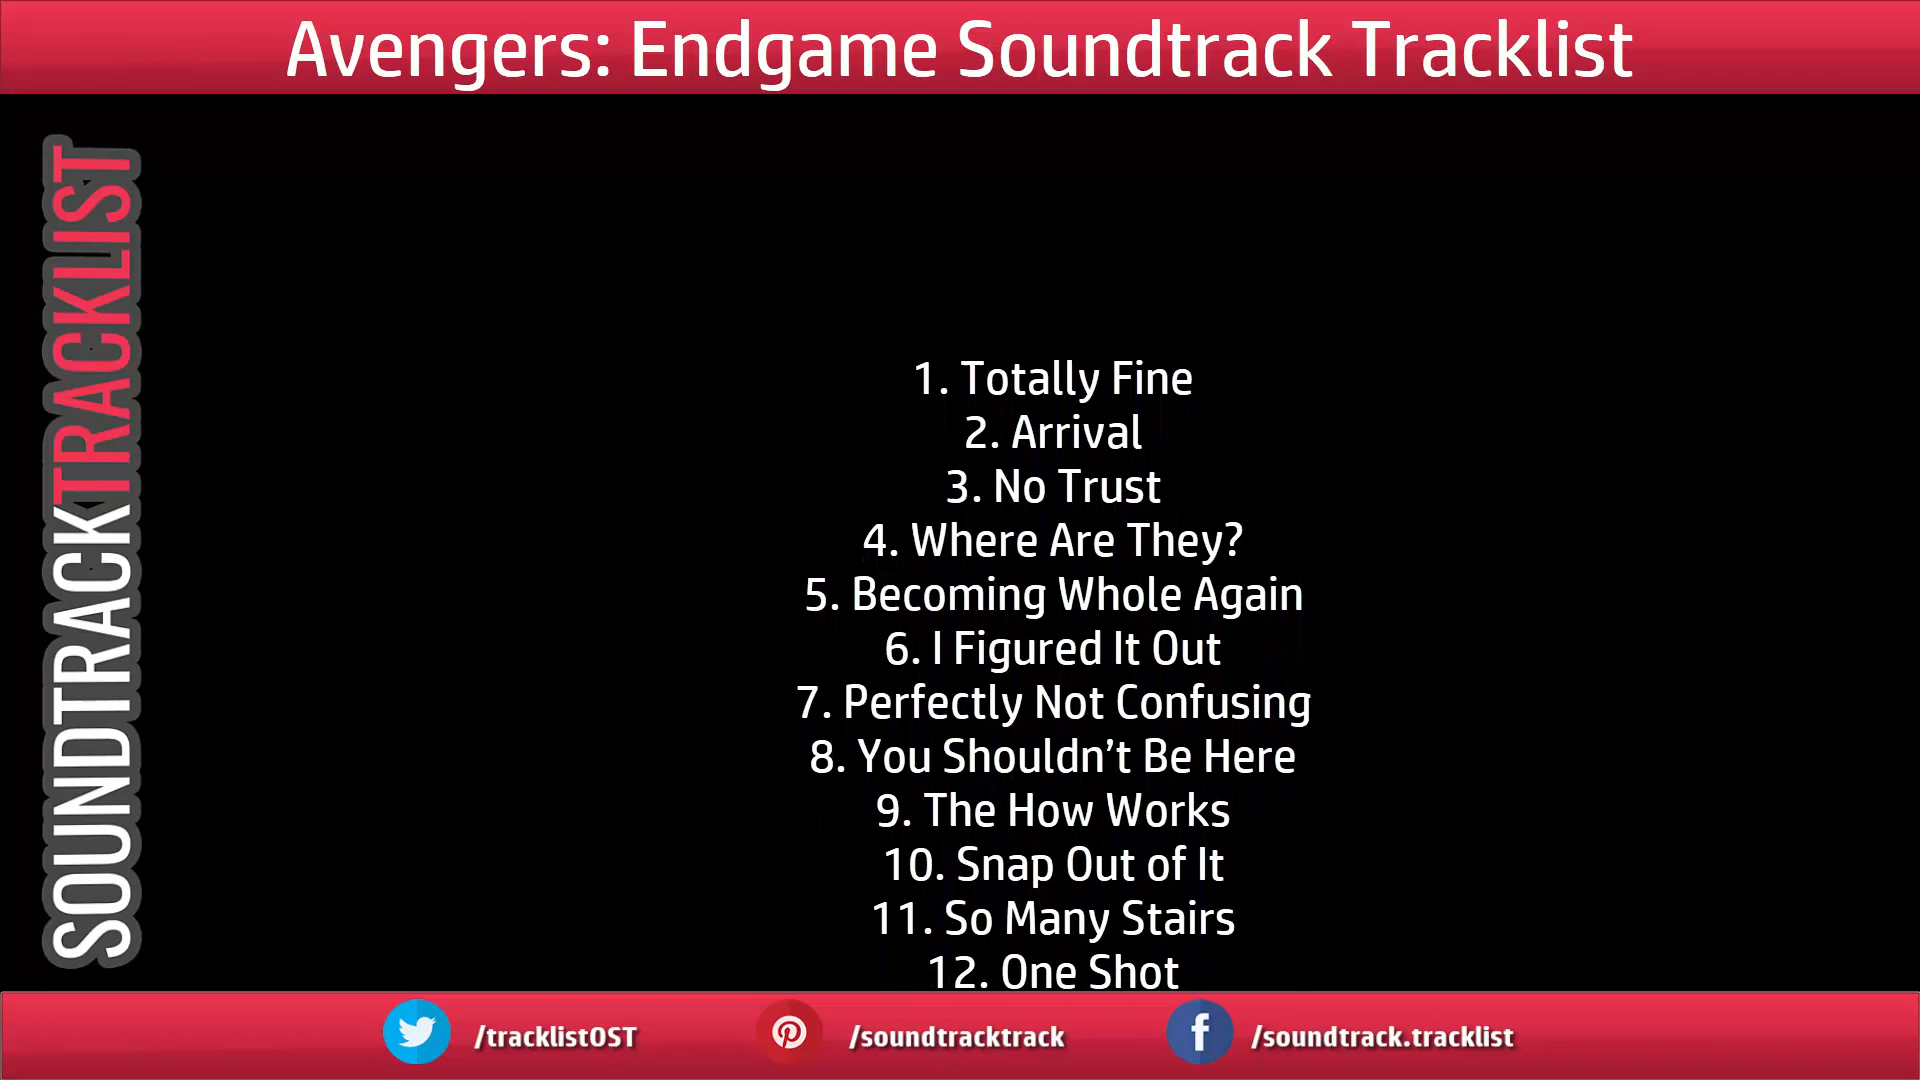 Avengers: Endgame Soundtrack Tracklist
SOUNDTRACKTRACKLIST
1. Totally Fine
2. Arrival
3. No Trust
4. Where Are They?
5. Becoming Whole Again
6. I Figured It Out
7. Perfectly Not Confusing
8. You Shouldn’t Be Here
9. The How Works
10. Snap Out of It
11. So Many Stairs
12. One Shot
/tracklistOST
/soundtracktrack
/soundtrack.tracklist